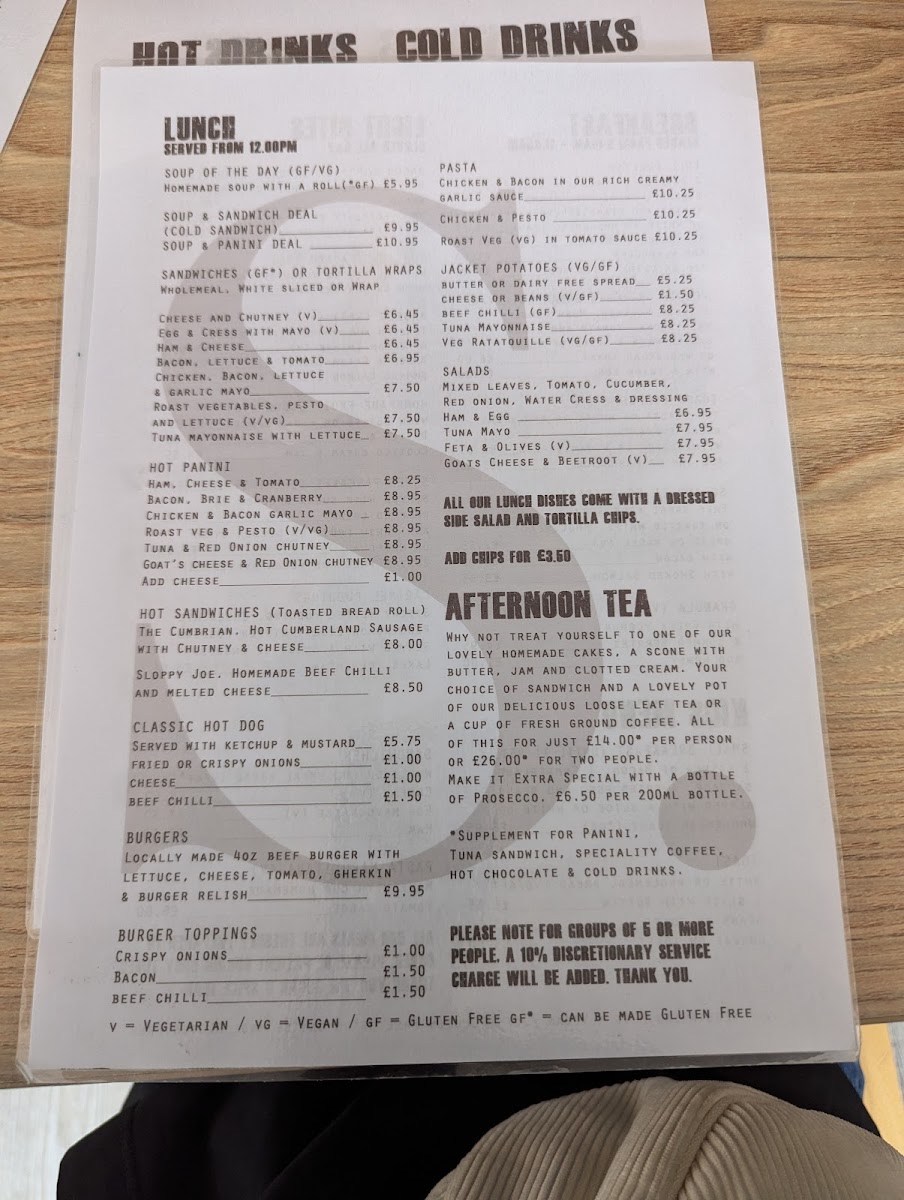 HOT DRINKS COLD DRINKS
LUNCH
SERVED FROM 12.00PM
SOUP OF THE DAY (GF/VG)
HOMEMADE SOUP WITH A ROLL(*GF) £5.95
SOUP & SANDWICH DEAL
(COLD SANDWICH) £9.95
SOUP & PANINI DEAL £10.95
SANDWICHES (GF*) OR TORTILLA WRAPS
WHOLEMEAL, WHITE SLICED OR WRAP
CHEESE AND CHUTNEY (V) £6.45
EGG & CRESS WITH MAYO (V) £6.45
HAM & CHEESE £6.45
BACON, LETTUCE & TOMATO £6.95
CHICKEN, BACON, LETTUCE
& GARLIC MAYO £7.50
ROAST VEGETABLES, PESTO
AND LETTUCE (V/VG) £7.50
TUNA MAYONNAISE WITH LETTUCE £7.50
HOT PANINI
HAM, CHEESE & TOMATO £8.25
BACON, BRIE & CRANBERRY £8.95
CHICKEN & BACON GARLIC MAYO £8.95
ROAST VEG & PESTO (V/VG) £8.95
TUNA & RED ONION CHUTNEY £8.95
GOAT'S CHEESE & RED ONION CHUTNEY £8.95
ADD CHEESE £1.00
HOT SANDWICHES (TOASTED BREAD ROLL)
THE CUMBRIAN. HOT CUMBERLAND SAUSAGE
WITH CHUTNEY & CHEESE £8.00
SLOPPY JOE. HOMEMADE BEEF CHILLI
AND MELTED CHEESE £8.50
CLASSIC HOT DOG
SERVED WITH KETCHUP & MUSTARD £5.75
FRIED OR CRISPY ONIONS £1.00
CHEESE £1.00
BEEF CHILLI £1.50
BURGERS
LOCALLY MADE 4OZ BEEF BURGER WITH
LETTUCE, CHEESE, TOMATO, GHERKIN
& BURGER RELISH £9.95
BURGER TOPPINGS
CRISPY ONIONS £1.00
BACON £1.50
BEEF CHILLI £1.50
PASTA
CHICKEN & BACON IN OUR RICH CREAMY
GARLIC SAUCE £10.25
CHICKEN & PESTO £10.25
ROAST VEG (VG) IN TOMATO SAUCE £10.25
JACKET POTATOES (VG/GF)
BUTTER OR DAIRY FREE SPREAD £5.25
CHEESE OR BEANS (V/GF) £1.50
BEEF CHILLI (GF) £8.25
TUNA MAYONNAISE £8.25
VEG RATATOUILLE (VG/GF) £8.25
SALADS
MIXED LEAVES, TOMATO, CUCUMBER,
RED ONION, WATER CRESS & DRESSING
HAM & EGG £6.95
TUNA MAYO £7.95
FETA & OLIVES (V) £7.95
GOATS CHEESE & BEETROOT (V) £7.95
ALL OUR LUNCH DISHES COME WITH A DRESSED
SIDE SALAD AND TORTILLA CHIPS.
ADD CHIPS FOR £3.50
AFTERNOON TEA
WHY NOT TREAT YOURSELF TO ONE OF OUR
LOVELY HOMEMADE CAKES, A SCONE WITH
BUTTER, JAM AND CLOTTED CREAM. YOUR
CHOICE OF SANDWICH AND A LOVELY POT
OF OUR DELICIOUS LOOSE LEAF TEA OR
A CUP OF FRESH GROUND COFFEE. ALL
OF THIS FOR JUST £14.00* PER PERSON
OR £26.00* FOR TWO PEOPLE.
MAKE IT EXTRA SPECIAL WITH A BOTTLE
OF PROSECCO. £6.50 PER 200ML BOTTLE.
*SUPPLEMENT FOR PANINI,
TUNA SANDWICH, SPECIALITY COFFEE,
HOT CHOCOLATE & COLD DRINKS.
PLEASE NOTE FOR GROUPS OF 5 OR MORE
PEOPLE, A 10% DISCRETIONARY SERVICE
CHARGE WILL BE ADDED. THANK YOU.
V = VEGETARIAN / VG = VEGAN / GF = GLUTEN FREE GF* = CAN BE MADE GLUTEN FREE